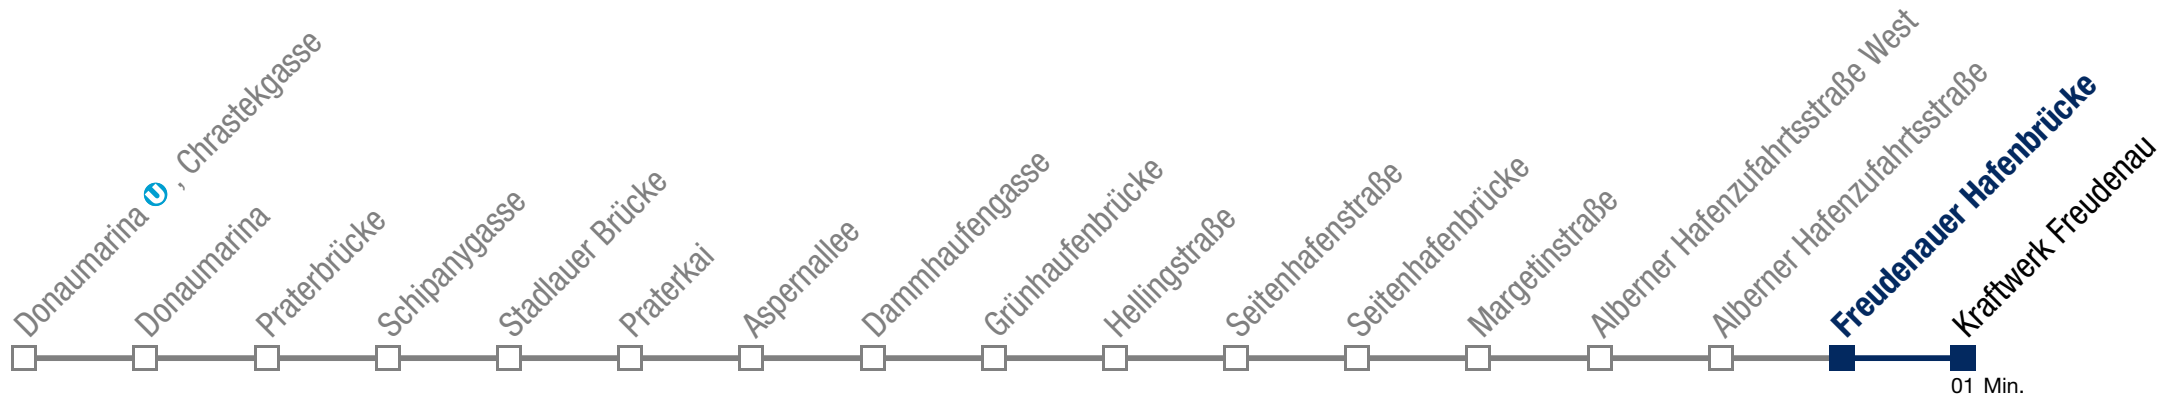 Donaumarina U , Chrastekgasse
Donaumarina
Praterbrücke
Schipanygasse
Stadlauer Brücke
Praterkai
Aspernallee
Dammhaufengasse
Grünhaufenbrücke
Hellingstraße
Seitenhafenstraße
Seitenhafenbrücke
Margetinstraße
Alberner Hafenzufahrtsstraße West
Alberner Hafenzufahrtsstraße
Freudenauer Hafenbrücke
Kraftwerk Freudenau
01 Min.